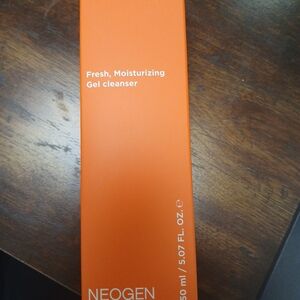 Fresh, Moisturizing
Gel cleanser
50 ml / 5.07 FL. OZ. ℮
NEOGEN